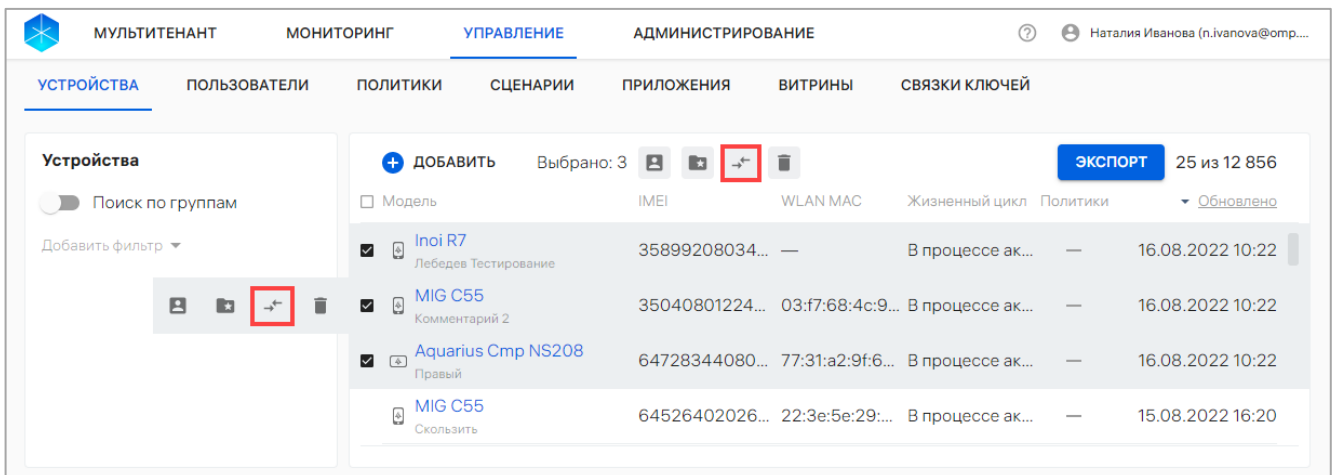 МУЛЬТИТЕНАНТ МОНИТОРИНГ УПРАВЛЕНИЕ АДМИНИСТРИРОВАНИЕ ? Наталия Иванова (n.ivanova@omp....
УСТРОЙСТВА ПОЛЬЗОВАТЕЛИ ПОЛИТИКИ СЦЕНАРИИ ПРИЛОЖЕНИЯ ВИТРИНЫ СВЯЗКИ КЛЮЧЕЙ
Устройства
Поиск по группам
Добавить фильтр
ДОБАВИТЬ Выбрано: 3 ЭКСПОРТ 25 из 12 856
Модель IMEI WLAN MAC Жизненный цикл Политики Обновлено
Inoi R7 35899208034... — В процессе ак... — 16.08.2022 10:22
Лебедев Тестирование
MIG C55 35040801224... 03:f7:68:4c:9... В процессе ак... — 16.08.2022 10:22
Комментарий 2
Aquarius Cmp NS208 64728344080... 77:31:a2:9f:6... В процессе ак... — 16.08.2022 10:22
Правый
MIG C55 64526402026... 22:3e:5e:29:... В процессе ак... — 15.08.2022 16:20
Скользить